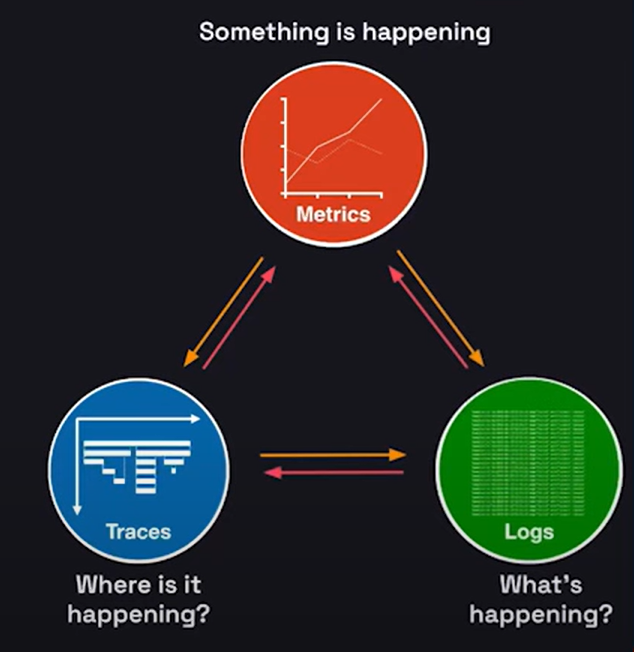 Something is happening
Metrics
Traces
Logs
Where is it
happening?
What's
happening?